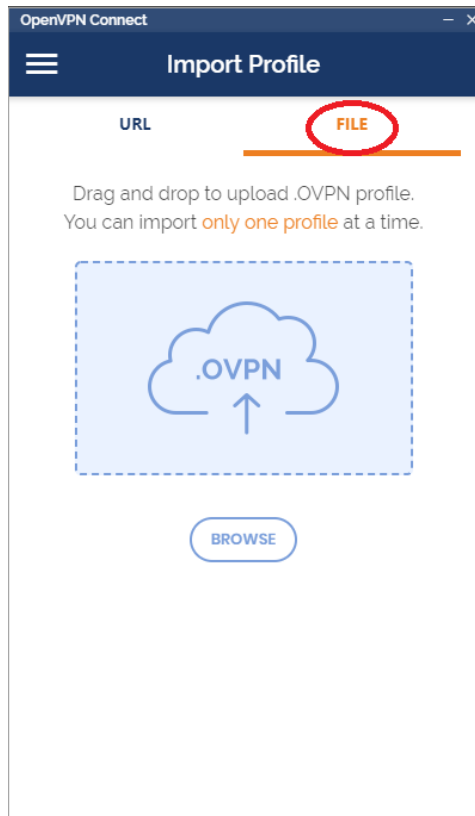 OpenVPN Connect
Import Profile
URL
FILE
Drag and drop to upload .OVPN profile.
You can import only one profile at a time.
.OVPN
BROWSE